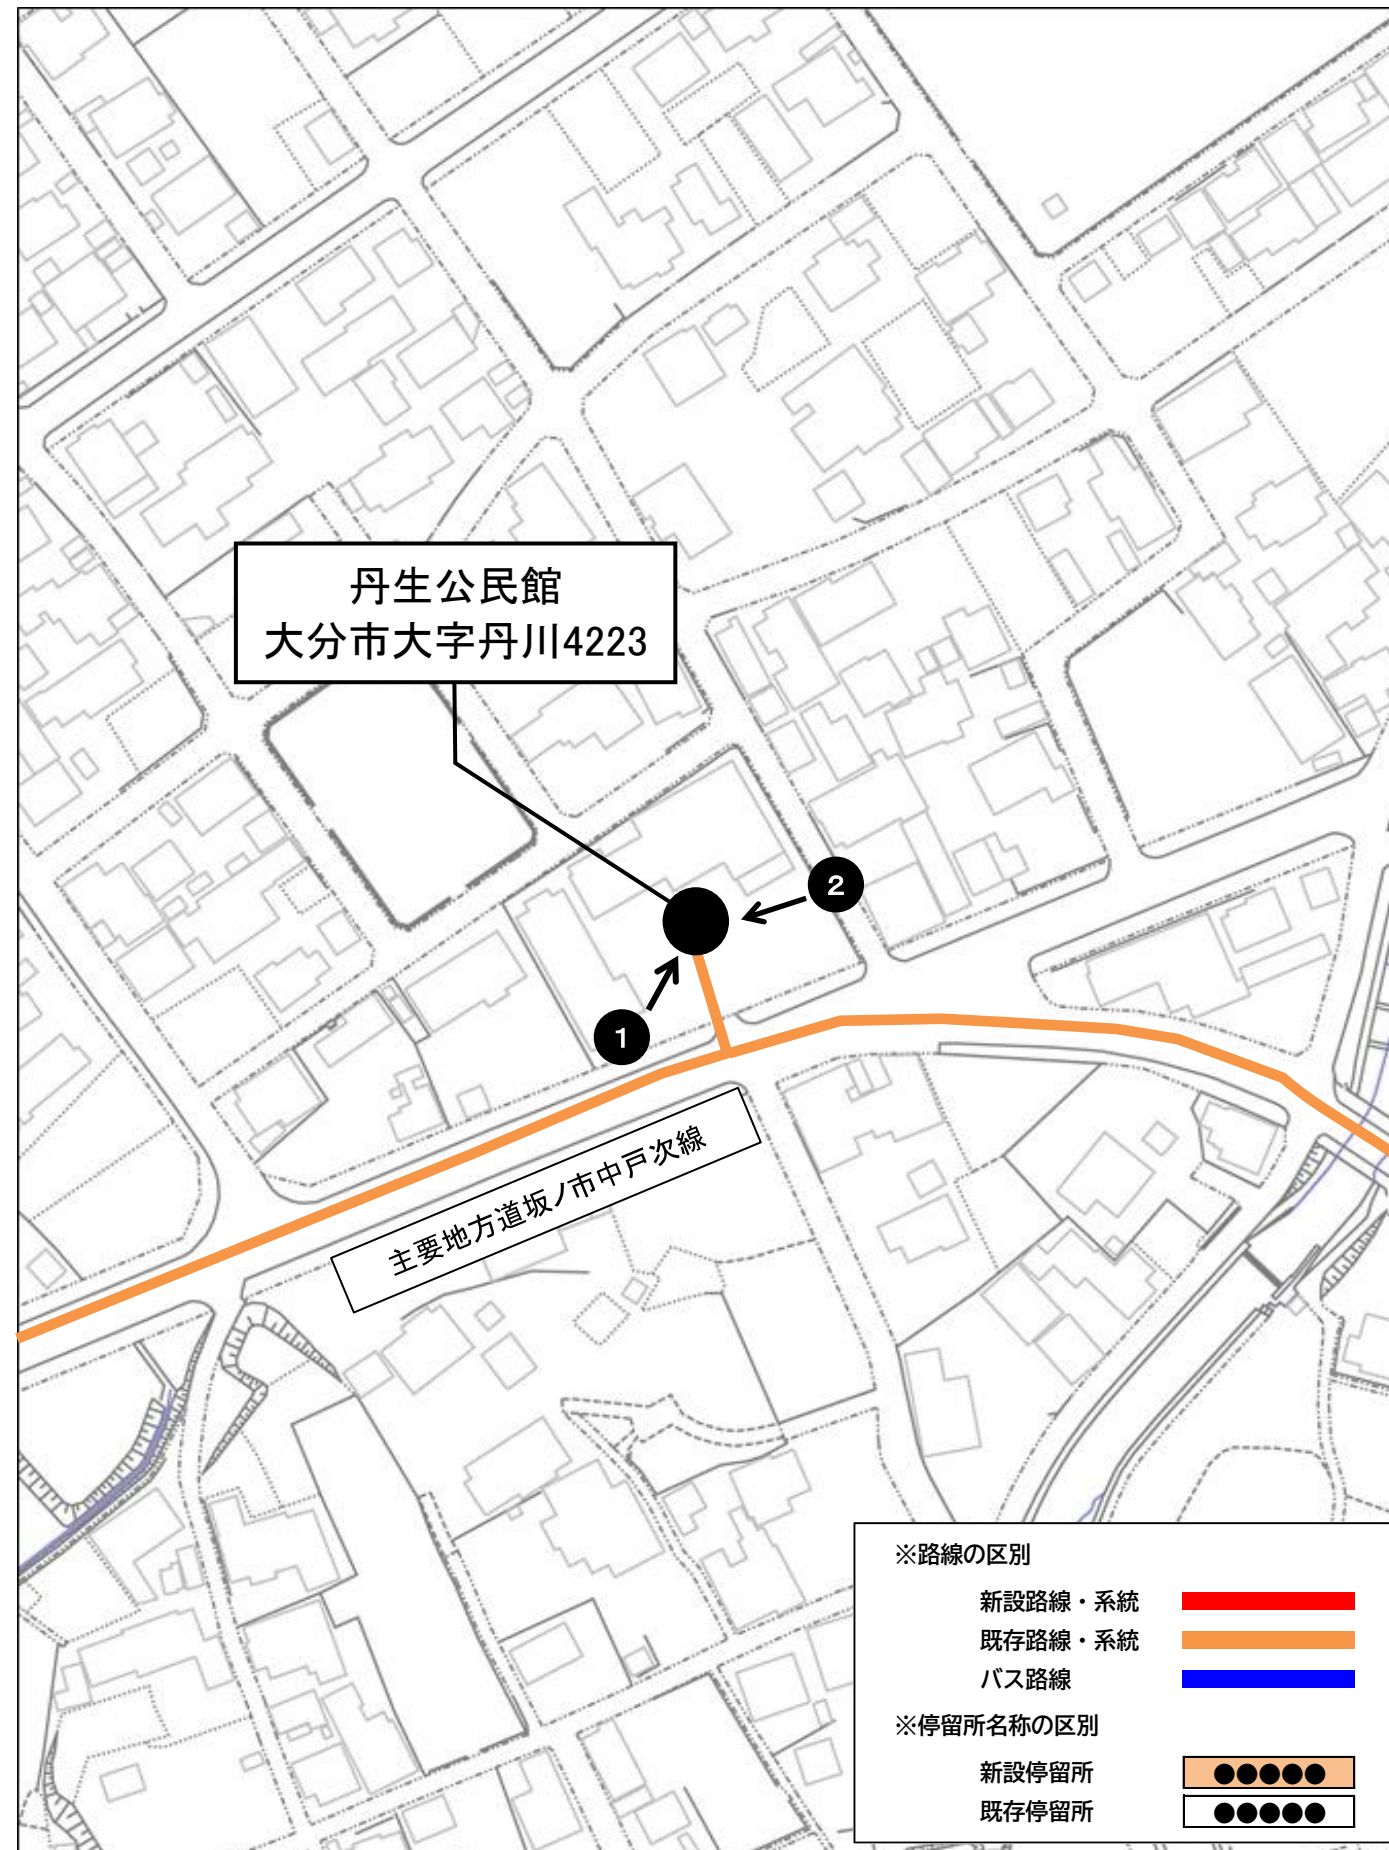 丹生公民館
大分市大字丹川4223
2
1
主要地方道坂ノ市中戸次線
※路線の区別
新設路線・系統
既存路線・系統
バス路線
※停留所名称の区別
新設停留所 ●●●●●
既存停留所 ●●●●●